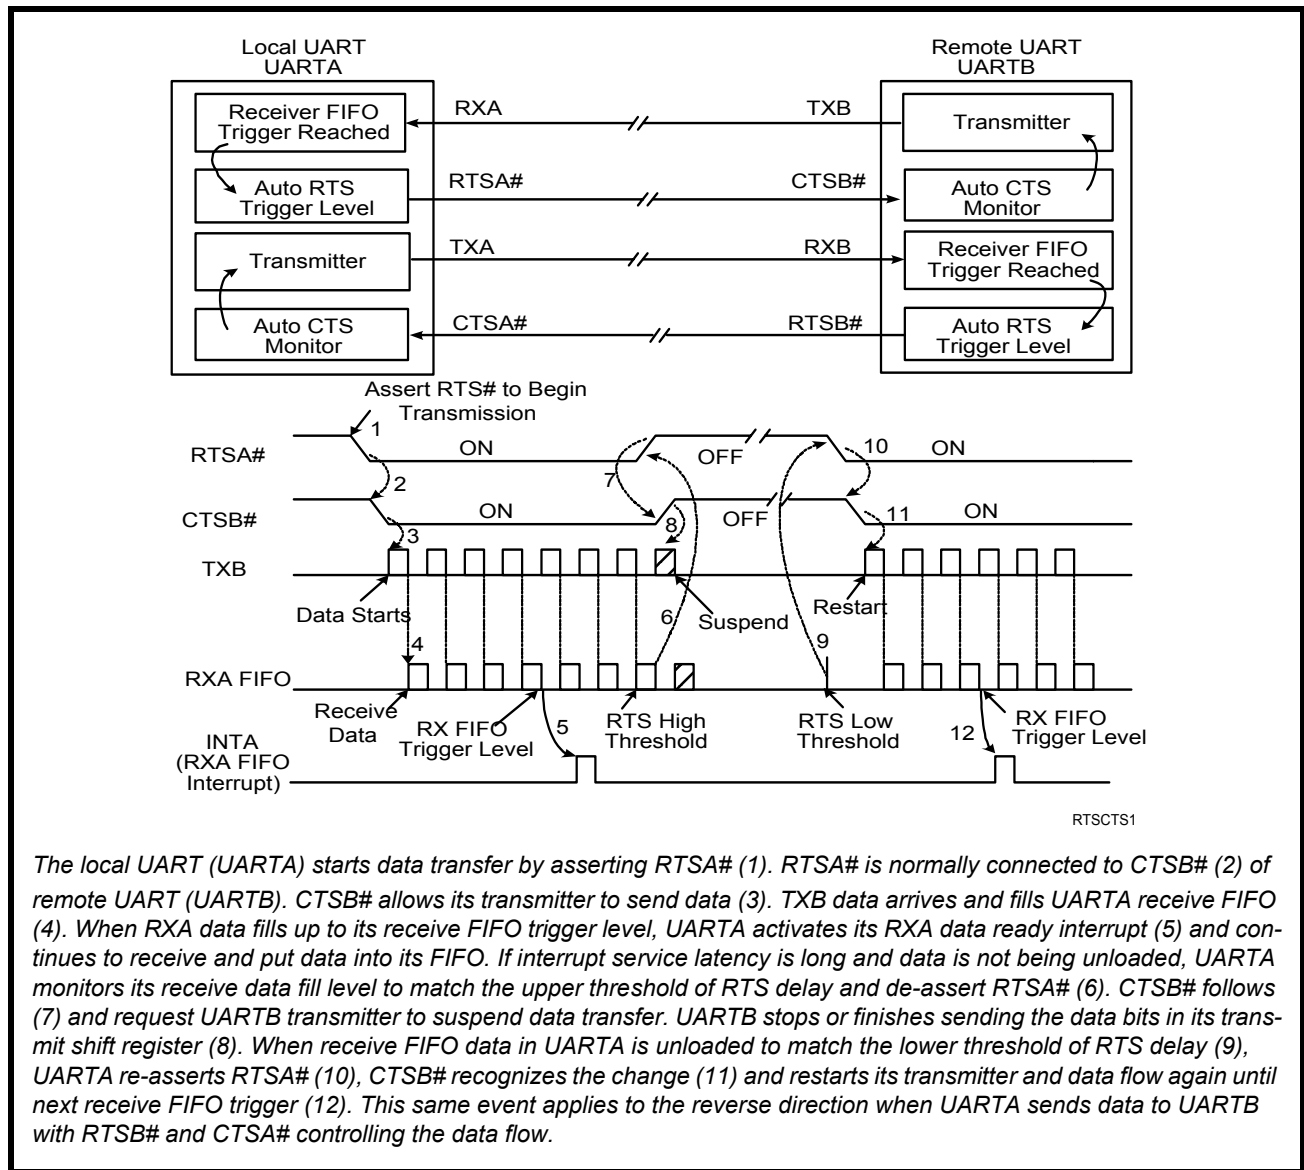 Local UART
UARTA
Remote UART
UARTB
Receiver FIFO
Trigger Reached
RXA
TXB
Transmitter
Auto RTS
Trigger Level
RTSA#
CTSB#
Auto CTS
Monitor
Transmitter
TXA
RXB
Receiver FIFO
Trigger Reached
Auto CTS
Monitor
CTSA#
RTSB#
Auto RTS
Trigger Level
Assert RTS# to Begin
Transmission
1
RTSA#
ON
7
OFF
10
ON
2
CTSB#
ON
8
OFF
11
ON
3
TXB
Data Starts
6
Suspend
Restart
4
9
RXA FIFO
Receive
Data
RX FIFO
Trigger Level
5
RTS High
Threshold
RTS Low
Threshold
12
RX FIFO
Trigger Level
INTA
(RXA FIFO
Interrupt)
RTSCTS1
The local UART (UARTA) starts data transfer by asserting RTSA# (1). RTSA# is normally connected to CTSB# (2) of
remote UART (UARTB). CTSB# allows its transmitter to send data (3). TXB data arrives and fills UARTA receive FIFO
(4). When RXA data fills up to its receive FIFO trigger level, UARTA activates its RXA data ready interrupt (5) and con-
tinues to receive and put data into its FIFO. If interrupt service latency is long and data is not being unloaded, UARTA
monitors its receive data fill level to match the upper threshold of RTS delay and de-assert RTSA# (6). CTSB# follows
(7) and request UARTB transmitter to suspend data transfer. UARTB stops or finishes sending the data bits in its trans-
mit shift register (8). When receive FIFO data in UARTA is unloaded to match the lower threshold of RTS delay (9),
UARTA re-asserts RTSA# (10), CTSB# recognizes the change (11) and restarts its transmitter and data flow again until
next receive FIFO trigger (12). This same event applies to the reverse direction when UARTA sends data to UARTB
with RTSB# and CTSA# controlling the data flow.